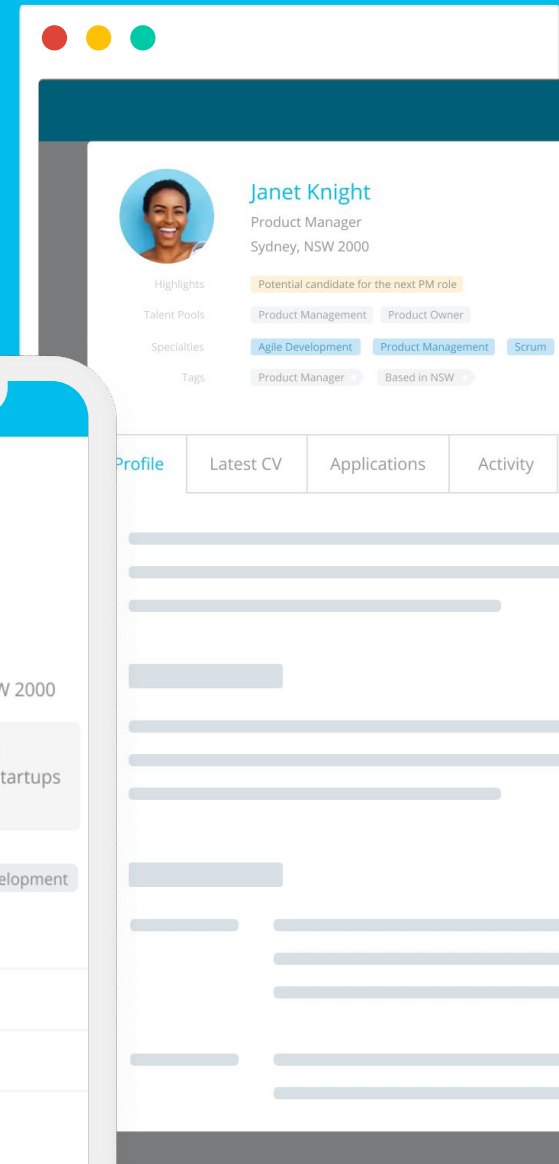 Janet Knight
Product Manager
Sydney, NSW 2000
Highlights Potential candidate for the next PM role
Talent Pools Product Management Product Owner
Specialties Agile Development Product Management Scrum
Tags Product Manager Based in NSW
Profile Latest CV Applications Activity
W 2000
tartups
elopment